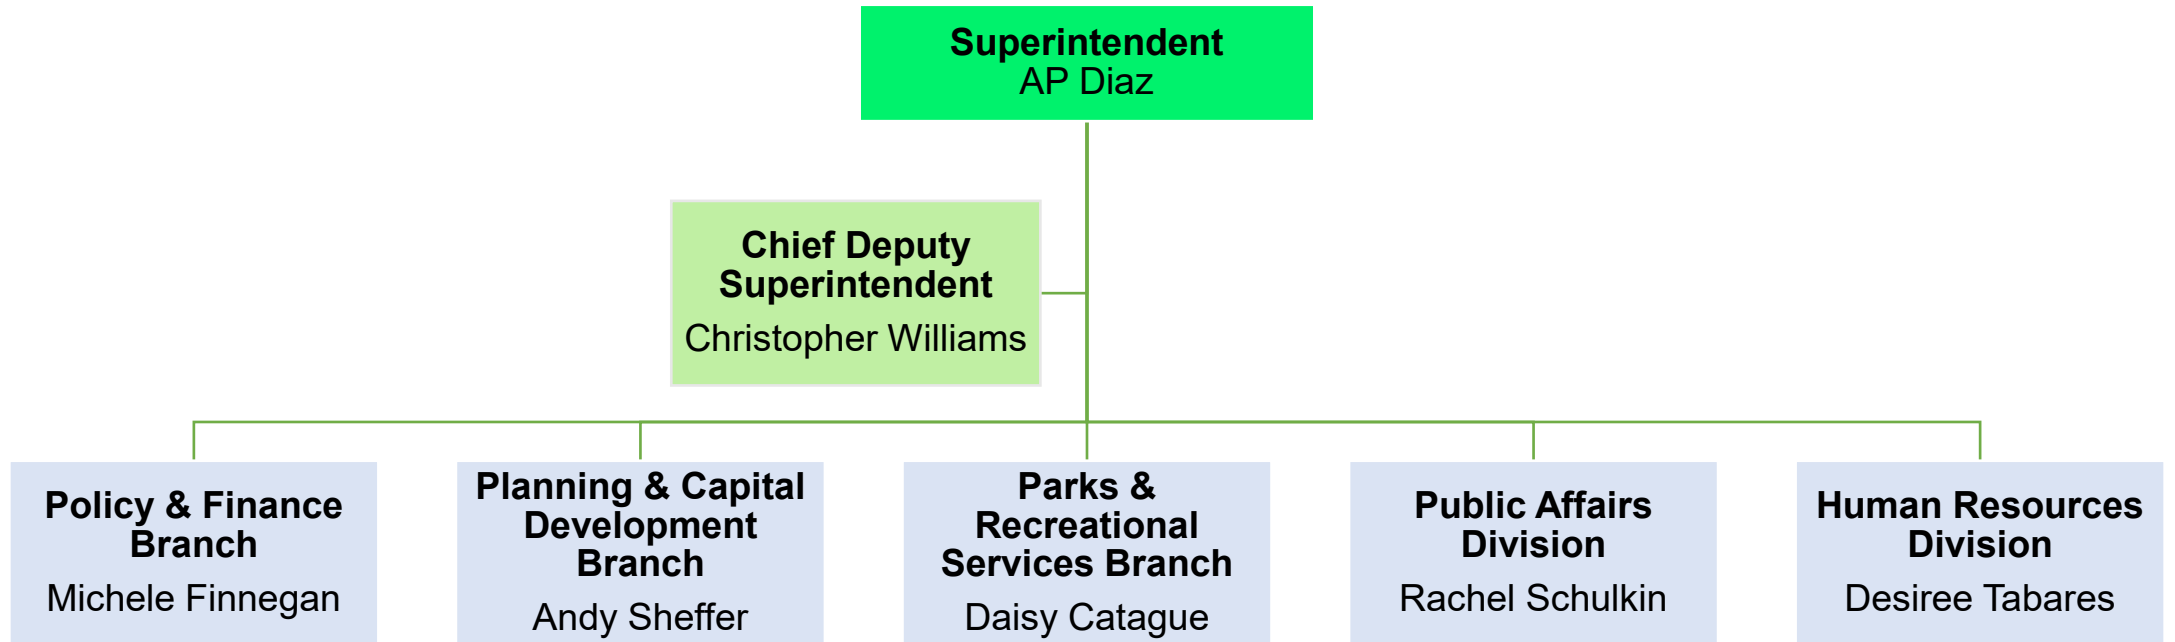 Superintendent
AP Diaz
Chief Deputy
Superintendent
Christopher Williams
Policy & Finance
Branch
Michele Finnegan
Planning & Capital
Development
Branch
Andy Sheffer
Parks &
Recreational
Services Branch
Daisy Catague
Public Affairs
Division
Rachel Schulkin
Human Resources
Division
Desiree Tabares